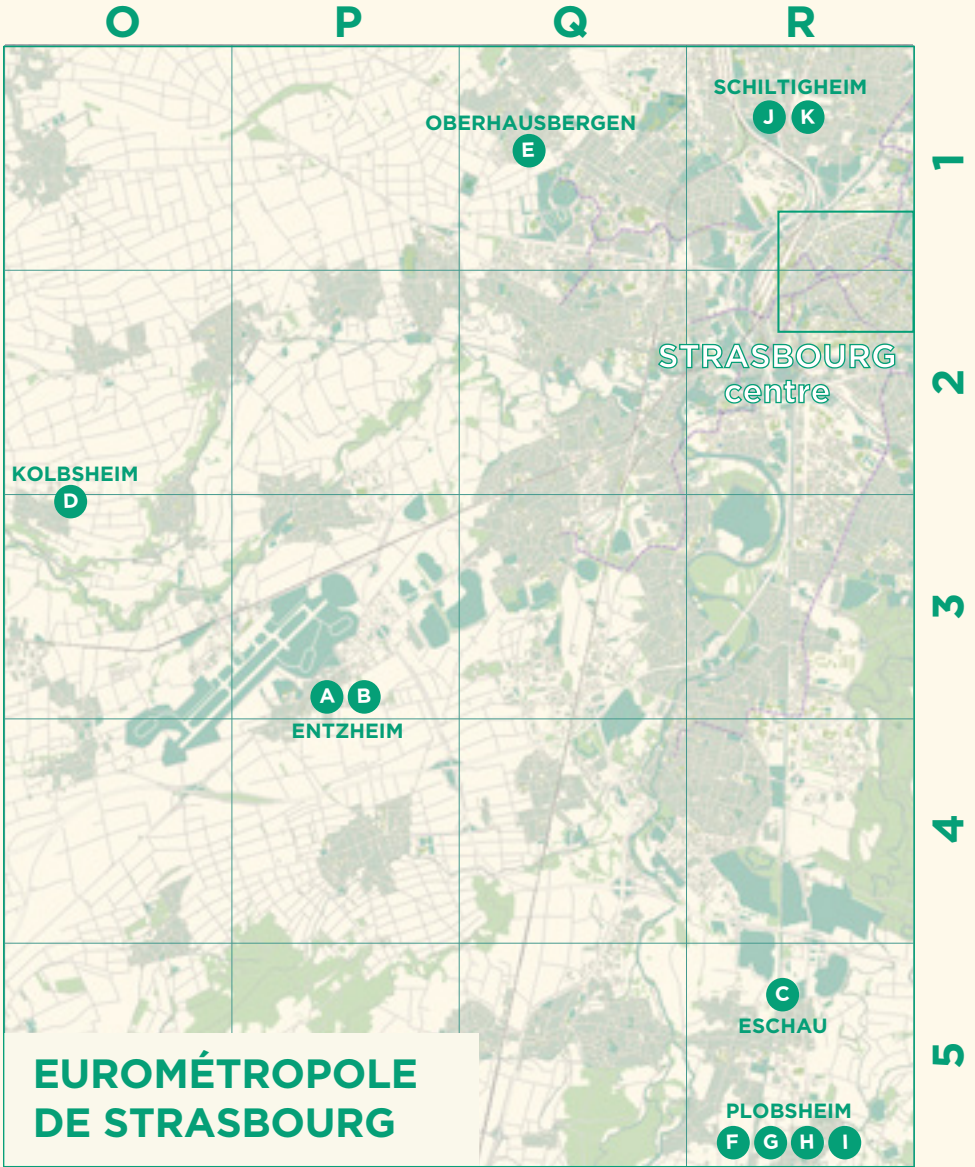 O P Q R
SCHILTIGHEIM
J K
OBERHAUSBERGEN
E
1
STRASBOURG
centre
2
KOLBSHEIM
D
3
A B
ENTZHEIM
4
C
ESCHAU
5
EUROMÉTROPOLE
DE STRASBOURG
PLOBSHEIM
F G H I